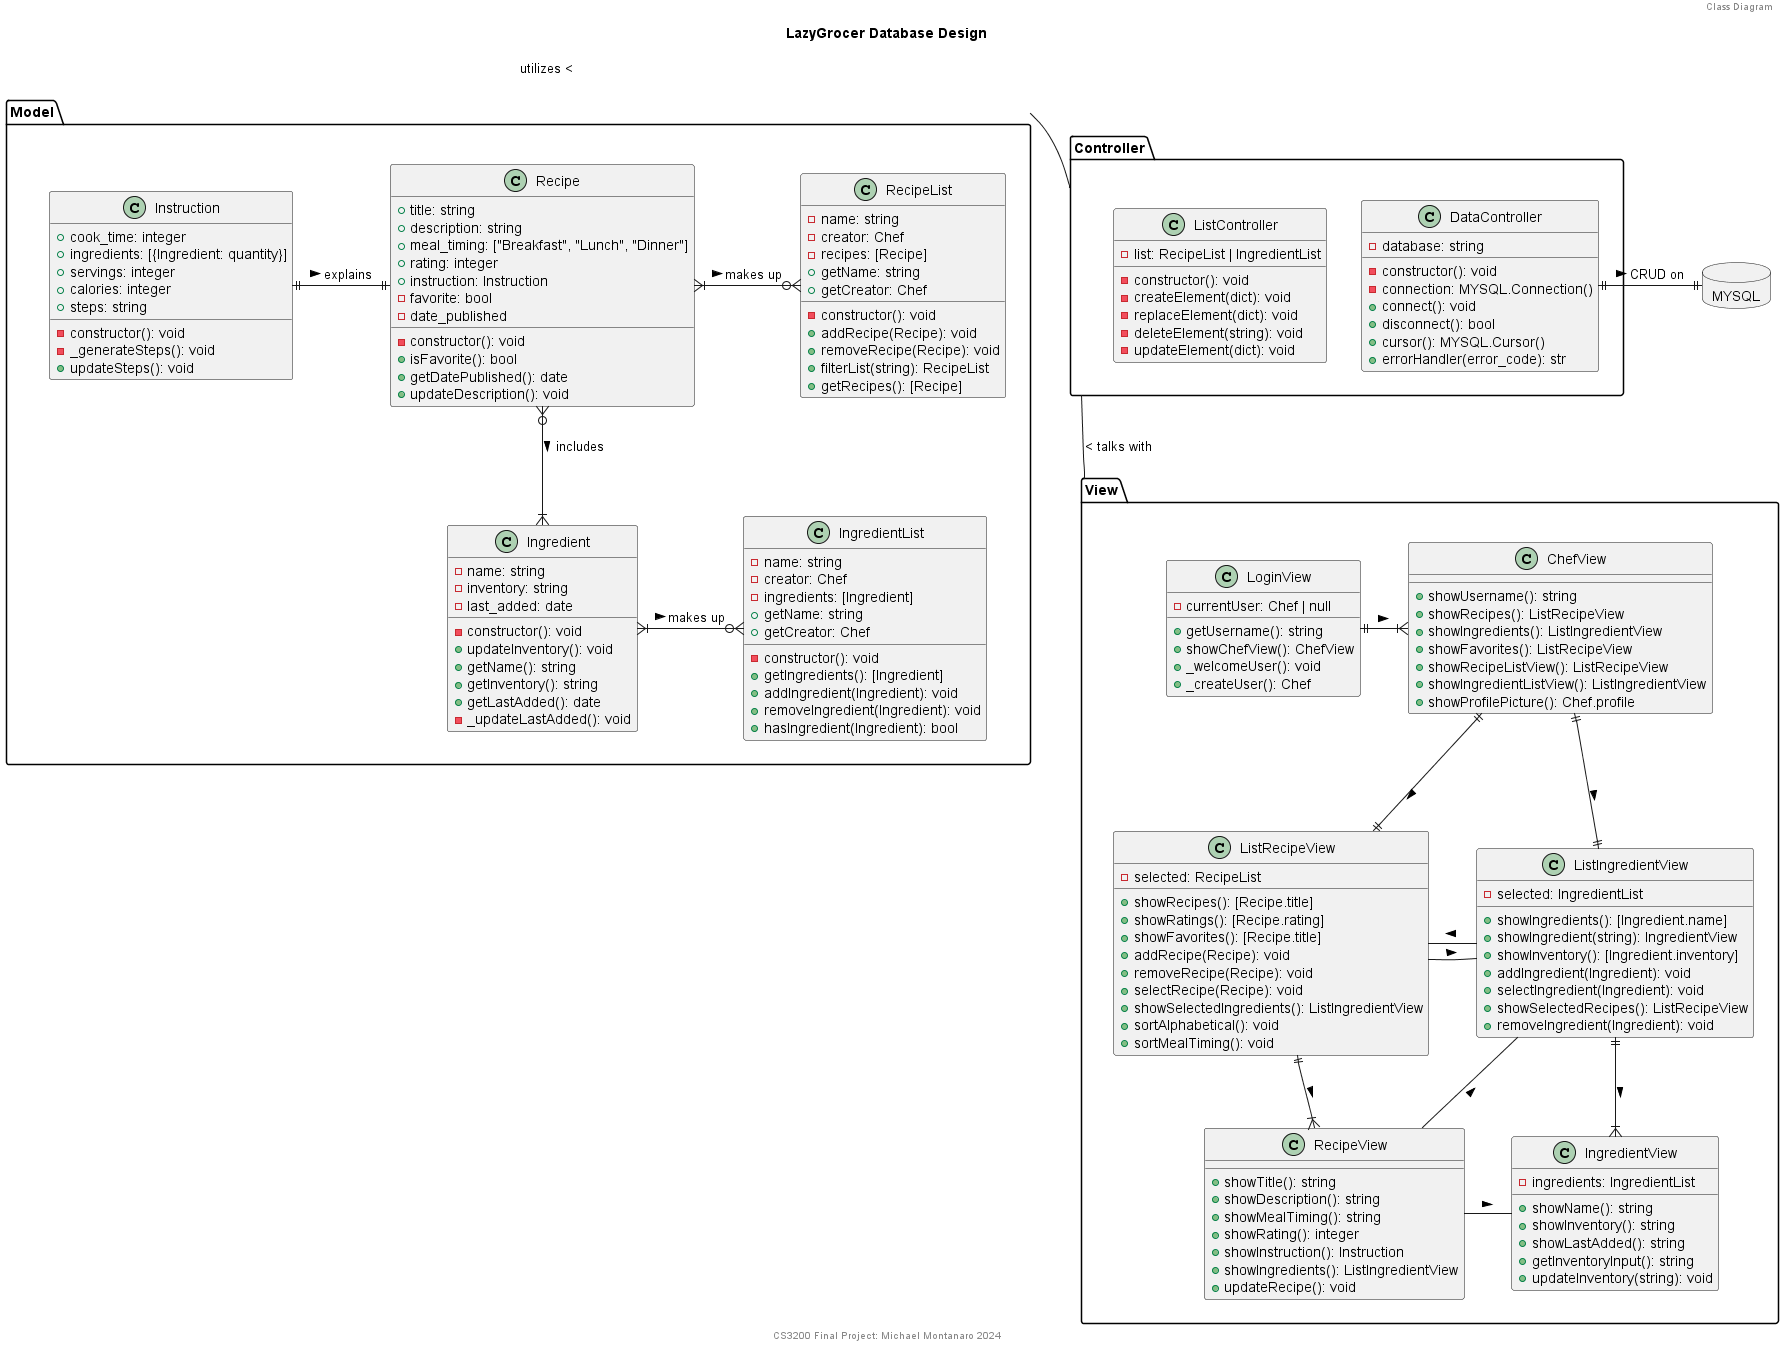 Class Diagram
LazyGrocer Database Design
utilizes <
Model
C Instruction
cook_time: integer
ingredients: [{Ingredient: quantity}]
servings: integer
calories: integer
steps: string
constructor(): void
_generateSteps(): void
updateSteps(): void
explains
C Recipe
title: string
description: string
meal_timing: ["Breakfast", "Lunch", "Dinner"]
rating: integer
instruction: Instruction
favorite: bool
date_published
constructor(): void
isFavorite(): bool
getDatePublished(): date
updateDescription(): void
makes up
C RecipeList
name: string
creator: Chef
recipes: [Recipe]
getName: string
getCreator: Chef
constructor(): void
addRecipe(Recipe): void
removeRecipe(Recipe): void
filterList(string): RecipeList
getRecipes(): [Recipe]
includes
C Ingredient
name: string
inventory: string
last_added: date
constructor(): void
updateInventory(): void
getName(): string
getInventory(): string
getLastAdded(): date
_updateLastAdded(): void
makes up
C IngredientList
name: string
creator: Chef
ingredients: [Ingredient]
getName: string
getCreator: Chef
constructor(): void
getIngredients(): [Ingredient]
addIngredient(Ingredient): void
removeIngredient(Ingredient): void
hasIngredient(Ingredient): bool
Controller
C ListController
list: RecipeList | IngredientList
constructor(): void
createElement(dict): void
replaceElement(dict): void
deleteElement(string): void
updateElement(dict): void
C DataController
database: string
constructor(): void
connection: MYSQL.Connection()
connect(): void
disconnect(): bool
cursor(): MYSQL.Cursor()
errorHandler(error_code): str
CRUD on
MYSQL
< talks with
View
C LoginView
currentUser: Chef | null
getUsername(): string
showChefView(): ChefView
_welcomeUser(): void
_createUser(): Chef
C ChefView
showUsername(): string
showRecipes(): ListRecipeView
showIngredients(): ListIngredientView
showFavorites(): ListRecipeView
showRecipeListView(): ListRecipeView
showIngredientListView(): ListIngredientView
showProfilePicture(): Chef.profile
C ListRecipeView
selected: RecipeList
showRecipes(): [Recipe.title]
showRatings(): [Recipe.rating]
showFavorites(): [Recipe.title]
addRecipe(Recipe): void
removeRecipe(Recipe): void
selectRecipe(Recipe): void
showSelectedIngredients(): ListIngredientView
sortAlphabetical(): void
sortMealTiming(): void
C ListIngredientView
selected: IngredientList
showIngredients(): [Ingredient.name]
showIngredient(string): IngredientView
showInventory(): [Ingredient.inventory]
addIngredient(Ingredient): void
selectIngredient(Ingredient): void
showSelectedRecipes(): ListRecipeView
removeIngredient(Ingredient): void
C RecipeView
showTitle(): string
showDescription(): string
showMealTiming(): string
showRating(): integer
showInstruction(): Instruction
showIngredients(): ListIngredientView
updateRecipe(): void
C IngredientView
ingredients: IngredientList
showName(): string
showInventory(): string
showLastAdded(): string
getInventoryInput(): string
updateInventory(string): void
CS3200 Final Project: Michael Montanaro 2024